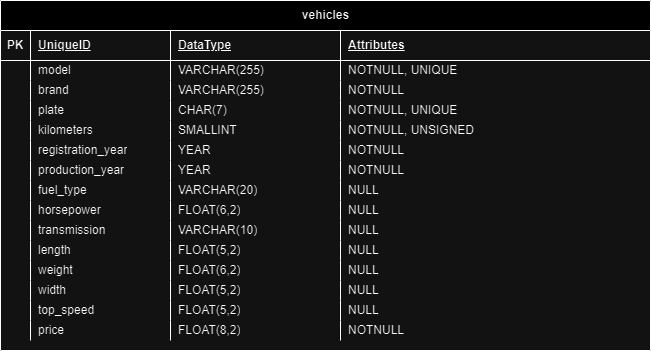 vehicles
PK UniqueID DataType Attributes
model VARCHAR(255) NOTNULL, UNIQUE
brand VARCHAR(255) NOTNULL
plate CHAR(7) NOTNULL, UNIQUE
kilometers SMALLINT NOTNULL, UNSIGNED
registration_year YEAR NOTNULL
production_year YEAR NOTNULL
fuel_type VARCHAR(20) NULL
horsepower FLOAT(6,2) NULL
transmission VARCHAR(10) NULL
length FLOAT(5,2) NULL
weight FLOAT(6,2) NULL
width FLOAT(5,2) NULL
top_speed FLOAT(5,2) NULL
price FLOAT(8,2) NOTNULL